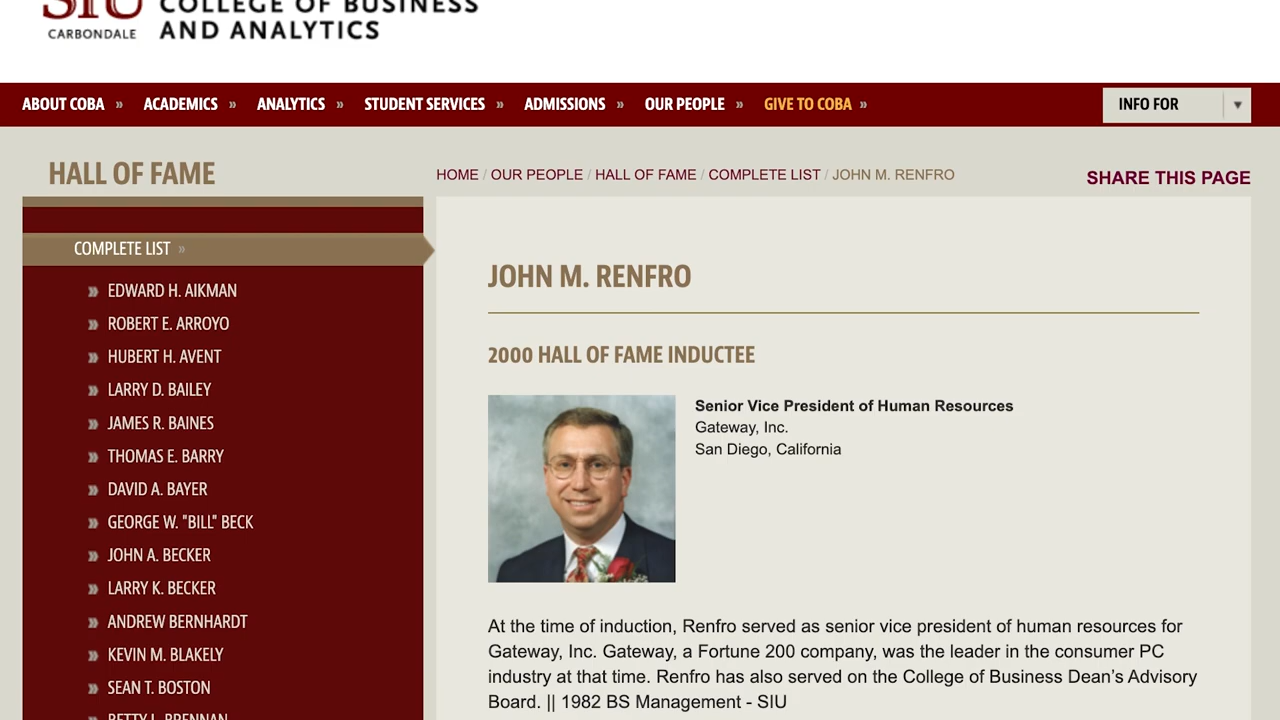 SIU COLLEGE OF BUSINESS
CARBONDALE AND ANALYTICS
ABOUT COBA » ACADEMICS » ANALYTICS » STUDENT SERVICES » ADMISSIONS » OUR PEOPLE » GIVE TO COBA » INFO FOR ▼
HALL OF FAME
HOME / OUR PEOPLE / HALL OF FAME / COMPLETE LIST / JOHN M. RENFRO
SHARE THIS PAGE
COMPLETE LIST »
» EDWARD H. AIKMAN
» ROBERT E. ARROYO
» HUBERT H. AVENT
» LARRY D. BAILEY
» JAMES R. BAINES
» THOMAS E. BARRY
» DAVID A. BAYER
» GEORGE W. "BILL" BECK
» JOHN A. BECKER
» LARRY K. BECKER
» ANDREW BERNHARDT
» KEVIN M. BLAKELY
» SEAN T. BOSTON
» BETTY L. BRENNAN
JOHN M. RENFRO
2000 HALL OF FAME INDUCTEE
Senior Vice President of Human Resources
Gateway, Inc.
San Diego, California
At the time of induction, Renfro served as senior vice president of human resources for
Gateway, Inc. Gateway, a Fortune 200 company, was the leader in the consumer PC
industry at that time. Renfro has also served on the College of Business Dean’s Advisory
Board. || 1982 BS Management - SIU